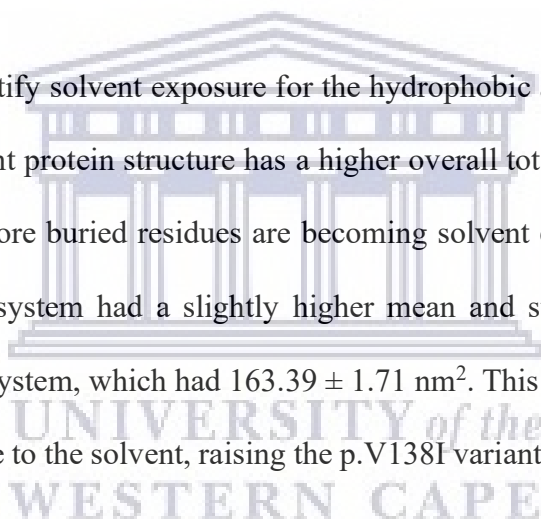 tify solvent exposure for the hydrophobic
nt protein structure has a higher overall tot
ore buried residues are becoming solvent
system had a slightly higher mean and s
ystem, which had 163.39 ± 1.71 nm². This
UNIVERSITY of the
e to the solvent, raising the p.V138I variant
WESTERN CAPE